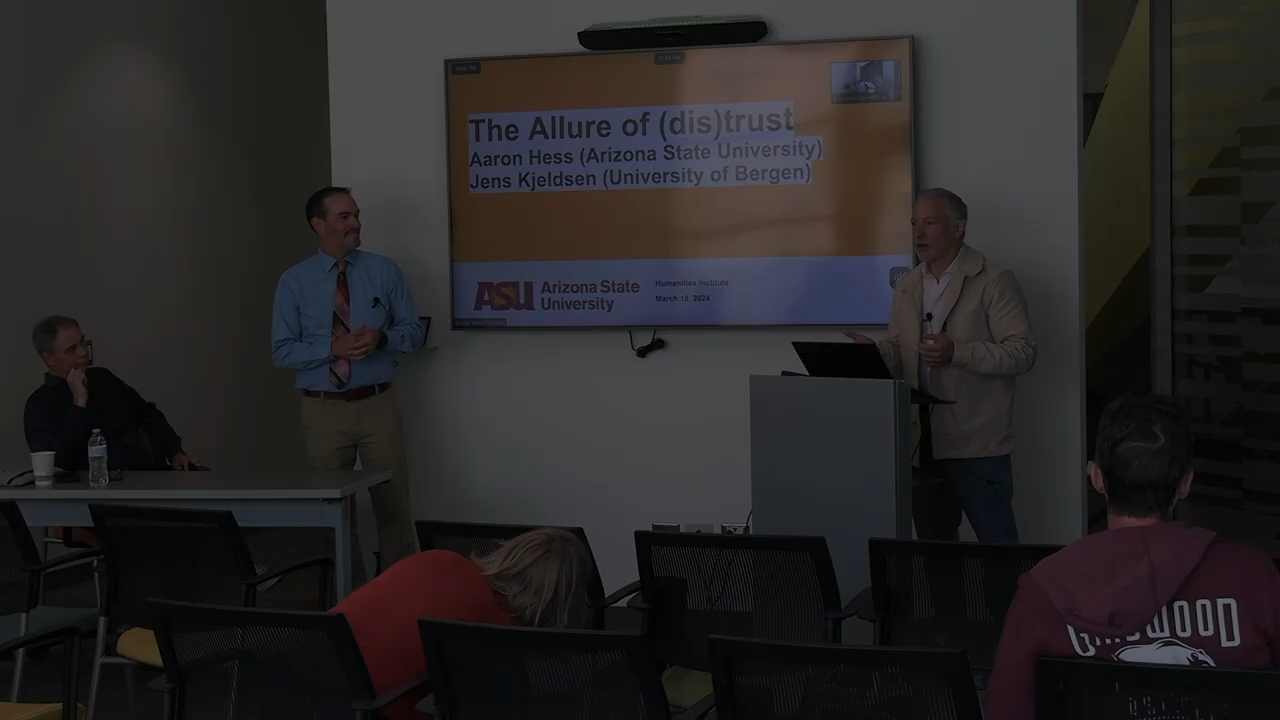 The Allure of (dis)trust
Aaron Hess (Arizona State University)
Jens Kjeldsen (University of Bergen)
ASU Arizona State
University
Humanities Institute
March 18, 2024